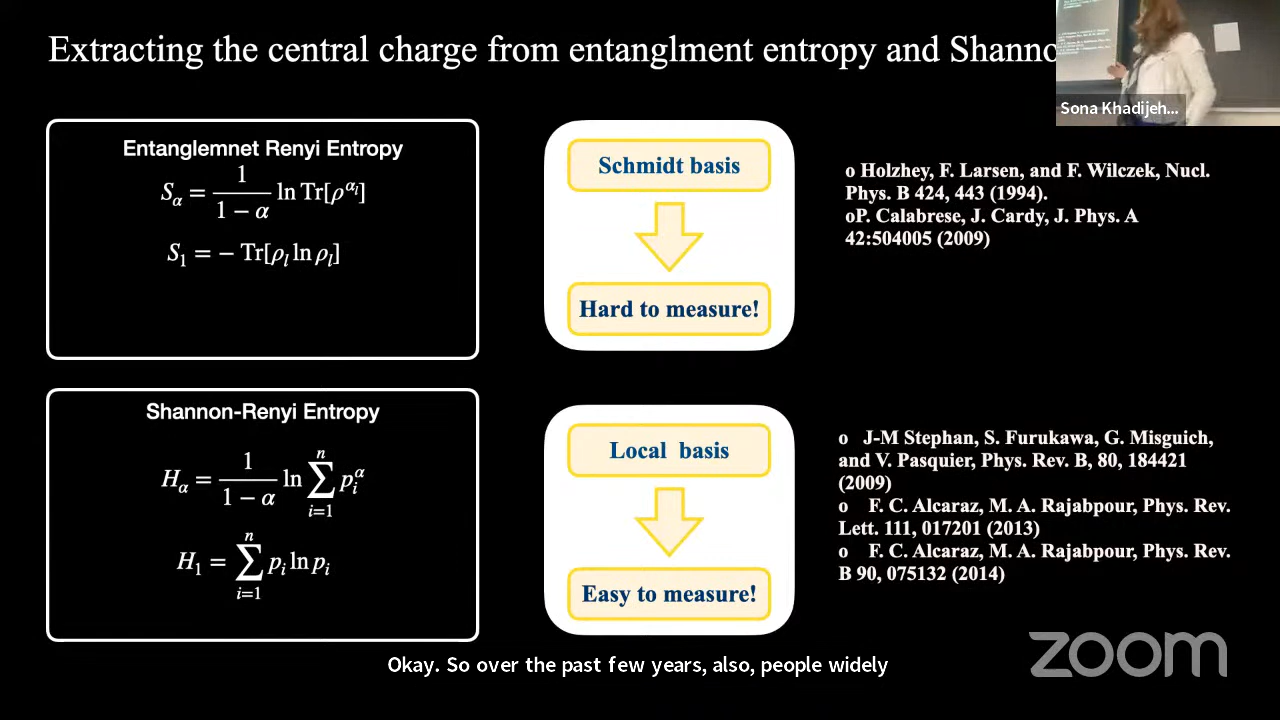 Extracting the central charge from entanglment entropy and Shanno
Sona Khadijeh...
Entanglemnet Renyi Entropy
S_α = 1/(1 − α) ln Tr[ρ^{α_l}]
S_1 = − Tr[ρ_l ln ρ_l]
Schmidt basis
Hard to measure!
o Holzhey, F. Larsen, and F. Wilczek, Nucl.
Phys. B 424, 443 (1994).
oP. Calabrese, J. Cardy, J. Phys. A
42:504005 (2009)
Shannon-Renyi Entropy
H_α = 1/(1 − α) ln ∑_{i=1}^{n} p_i^α
H_1 = ∑_{i=1}^{n} p_i ln p_i
Local basis
Easy to measure!
o J-M Stephan, S. Furukawa, G. Misguich,
and V. Pasquier, Phys. Rev. B, 80, 184421
(2009)
o F. C. Alcaraz, M. A. Rajabpour, Phys. Rev.
Lett. 111, 017201 (2013)
o F. C. Alcaraz, M. A. Rajabpour, Phys. Rev.
B 90, 075132 (2014)
Okay. So over the past few years, also, people widely
zoom